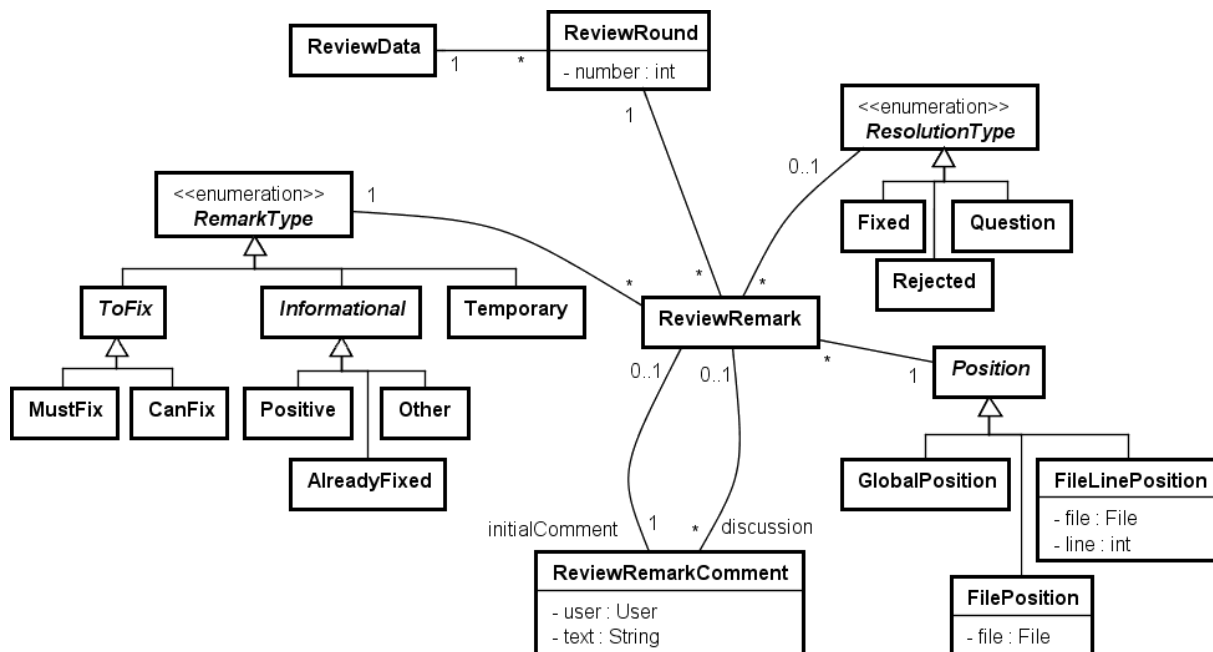 ReviewData
1
*
ReviewRound
- number : int
1
<<enumeration>>
ResolutionType
0..1
Fixed
Question
Rejected
<<enumeration>>
RemarkType
1
ToFix
Informational
Temporary
MustFix
CanFix
Positive
Other
AlreadyFixed
*
*
*
ReviewRemark
0..1
0..1
*
1
Position
GlobalPosition
FileLinePosition
- file : File
- line : int
FilePosition
- file : File
initialComment
1
*
discussion
ReviewRemarkComment
- user : User
- text : String